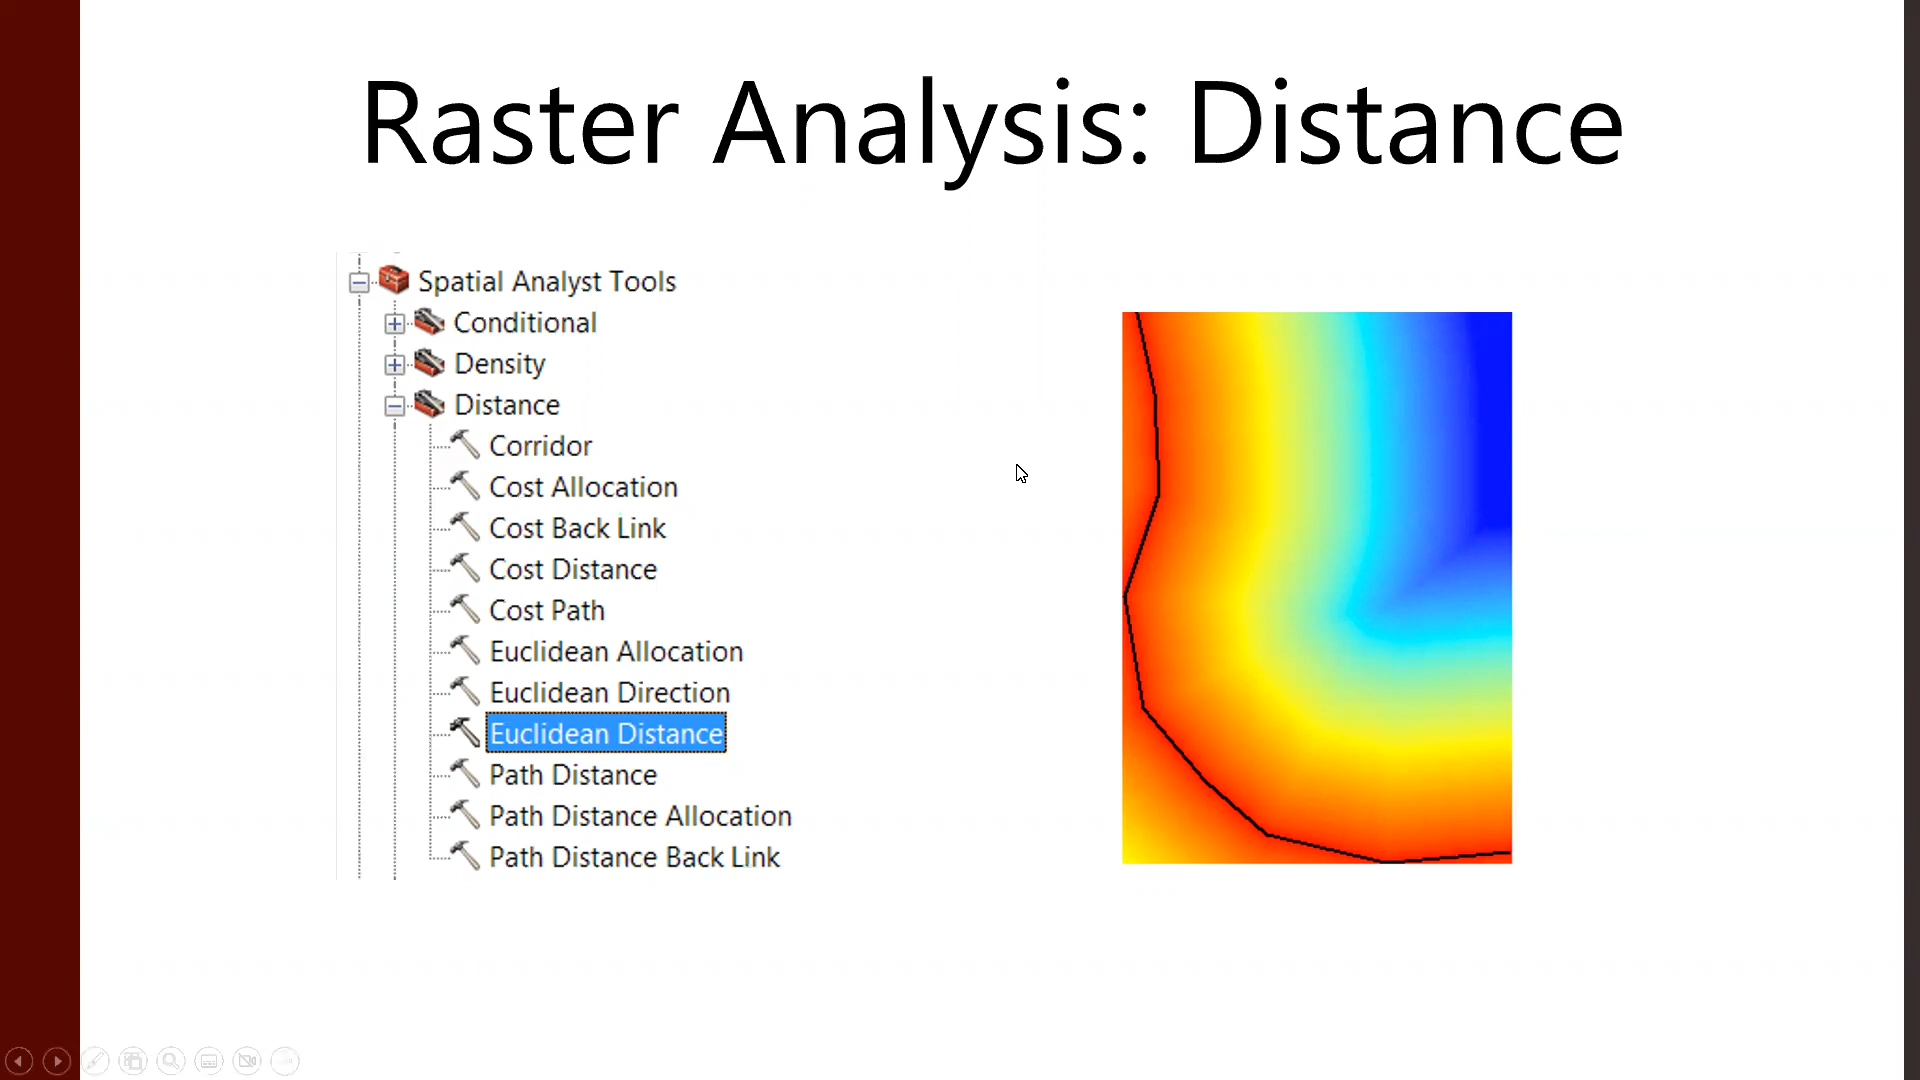 Raster Analysis: Distance
Spatial Analyst Tools
Conditional
Density
Distance
Corridor
Cost Allocation
Cost Back Link
Cost Distance
Cost Path
Euclidean Allocation
Euclidean Direction
Euclidean Distance
Path Distance
Path Distance Allocation
Path Distance Back Link